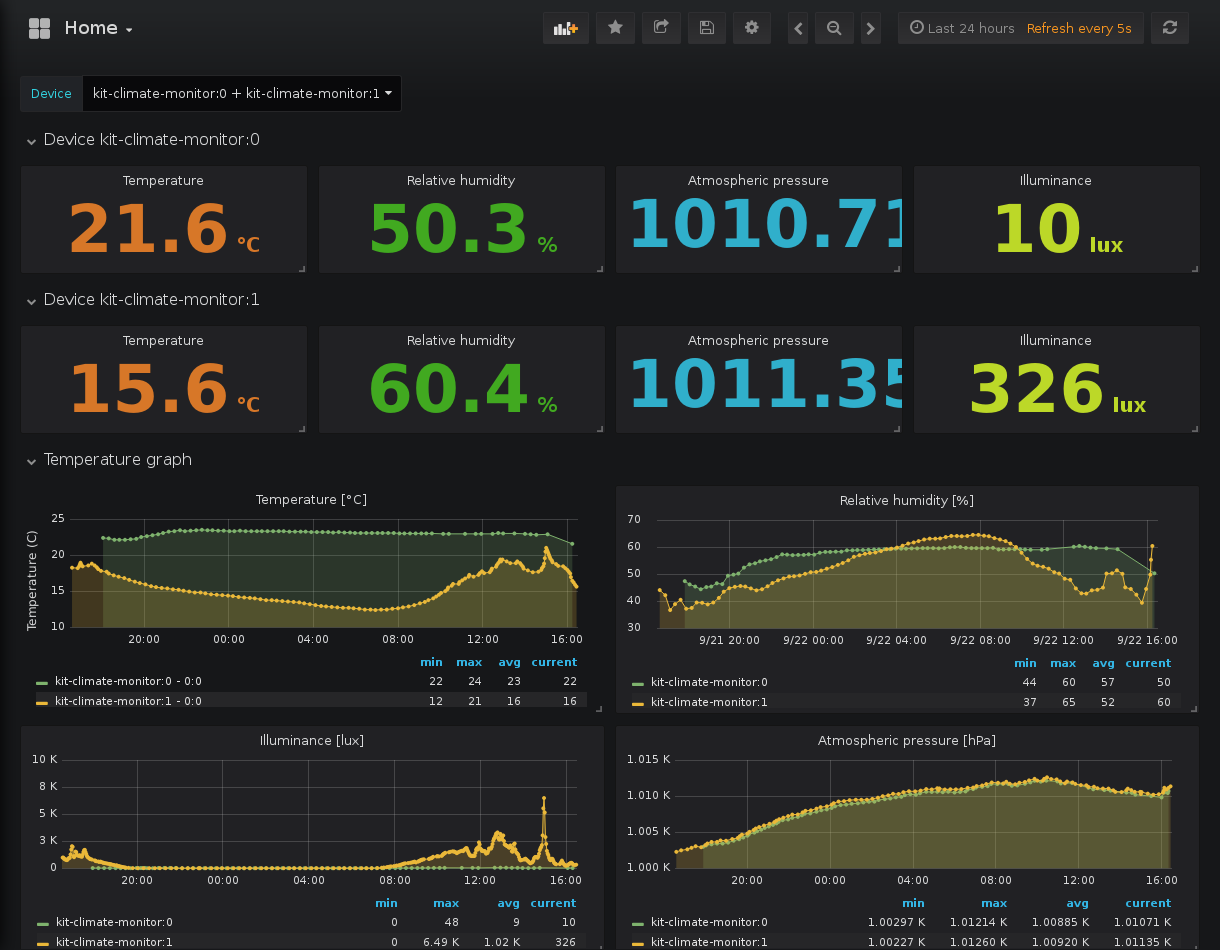 Home
Last 24 hours Refresh every 5s
Device kit-climate-monitor:0 + kit-climate-monitor:1
Device kit-climate-monitor:0
Temperature Relative humidity Atmospheric pressure Illuminance
21.6 °C 50.3 % 1010.71 10 lux
Device kit-climate-monitor:1
Temperature Relative humidity Atmospheric pressure Illuminance
15.6 °C 60.4 % 1011.35 326 lux
Temperature graph
Temperature [°C]
Temperature (C)
25
20
15
10
20:00 00:00 04:00 08:00 12:00 16:00
min max avg current
kit-climate-monitor:0 - 0:0 22 24 23 22
kit-climate-monitor:1 - 0:0 12 21 16 16
Relative humidity [%]
70
60
50
40
30
9/21 20:00 9/22 00:00 9/22 04:00 9/22 08:00 9/22 12:00 9/22 16:00
min max avg current
kit-climate-monitor:0 44 60 57 50
kit-climate-monitor:1 37 65 52 60
Illuminance [lux]
10 K
8 K
5 K
3 K
0
20:00 00:00 04:00 08:00 12:00 16:00
min max avg current
kit-climate-monitor:0 0 48 9 10
kit-climate-monitor:1 0 6.49 K 1.02 K 326
Atmospheric pressure [hPa]
1.015 K
1.010 K
1.005 K
1.000 K
20:00 00:00 04:00 08:00 12:00 16:00
min max avg current
kit-climate-monitor:0 1.00297 K 1.01214 K 1.00885 K 1.01071 K
kit-climate-monitor:1 1.00227 K 1.01260 K 1.00920 K 1.01135 K